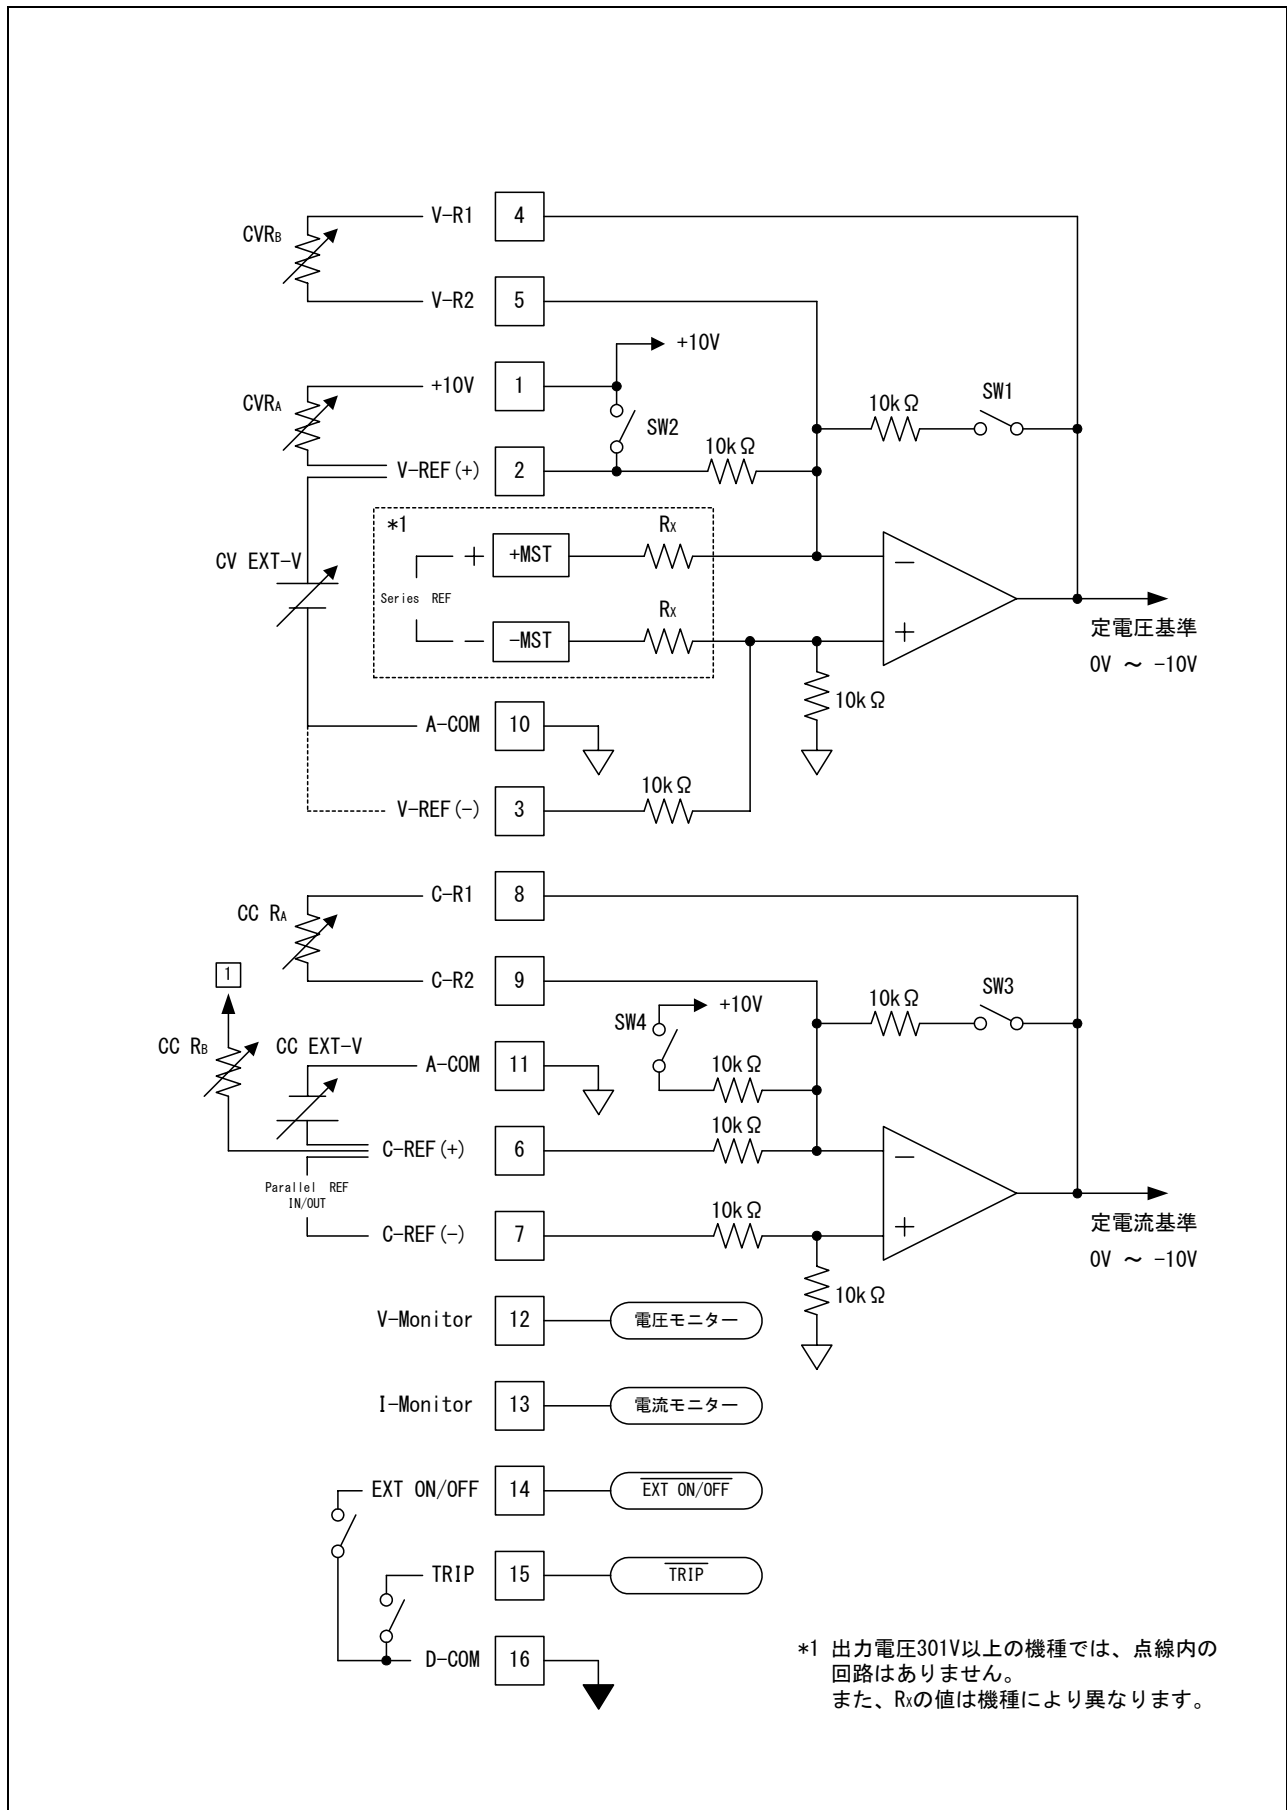 V-R1 4
CVRB
V-R2 5
+10V
+10V 1
CVRA
SW2
10kΩ SW1
V-REF(+) 2
10kΩ
*1
+ +MST RX
CV EXT-V
Series REF
- -MST RX
-
+
定電圧基準
0V ～ -10V
10kΩ
A-COM 10
10kΩ
V-REF(-) 3
C-R1 8
CC RA
C-R2 9
1
SW4 +10V
10kΩ SW3
CC RB CC EXT-V
A-COM 11
10kΩ
C-REF(+) 6
10kΩ
Parallel REF
IN/OUT
C-REF(-) 7
10kΩ
-
+
定電流基準
0V ～ -10V
10kΩ
V-Monitor 12 電圧モニター
I-Monitor 13 電流モニター
EXT ON/OFF 14 EXT ON/OFF
TRIP 15 TRIP
D-COM 16
*1 出力電圧301V以上の機種では、点線内の
回路はありません。
また、RXの値は機種により異なります。